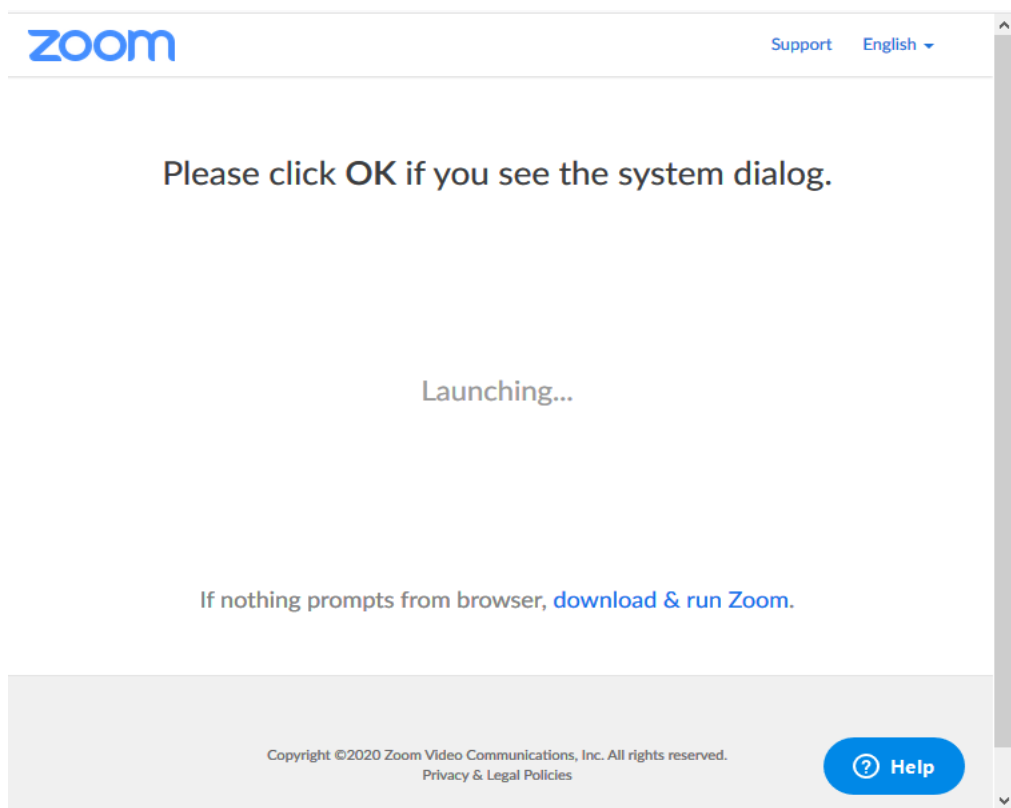 zoom
Support English
Please click OK if you see the system dialog.
Launching...
If nothing prompts from browser, download & run Zoom.
Copyright ©2020 Zoom Video Communications, Inc. All rights reserved.
Privacy & Legal Policies
? Help